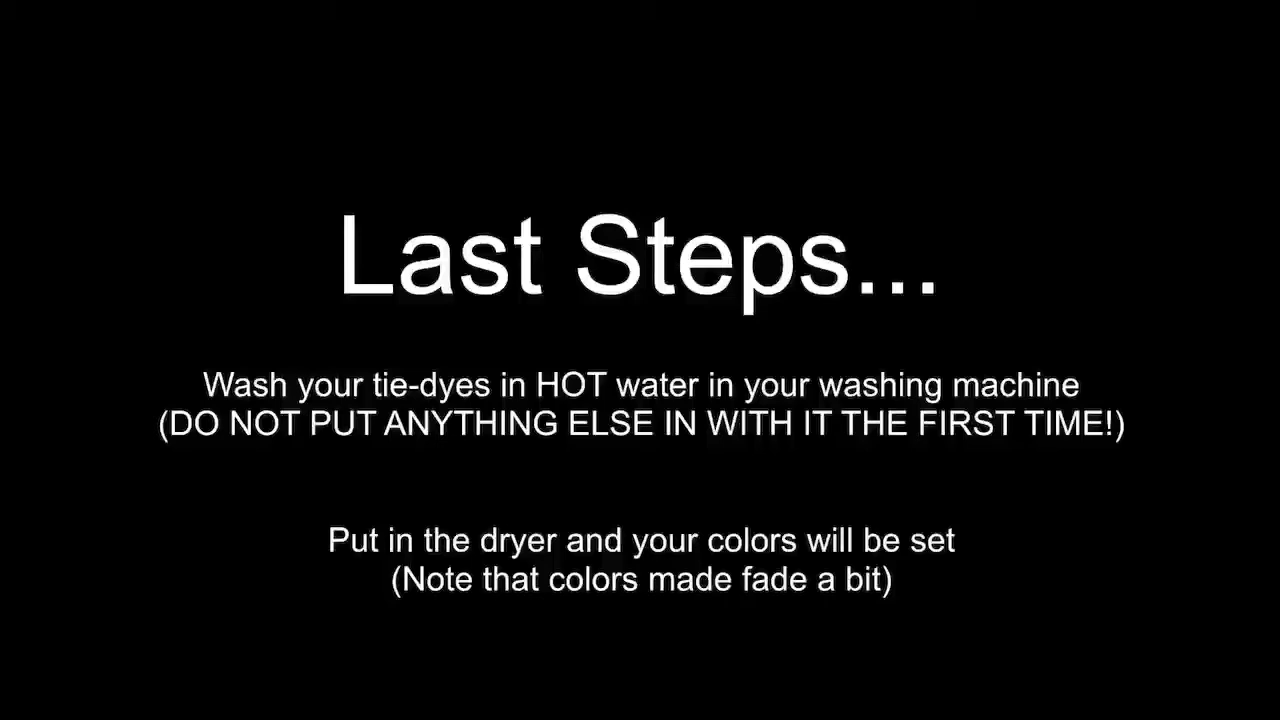 Last Steps...
Wash your tie-dyes in HOT water in your washing machine
(DO NOT PUT ANYTHING ELSE IN WITH IT THE FIRST TIME!)
Put in the dryer and your colors will be set
(Note that colors made fade a bit)